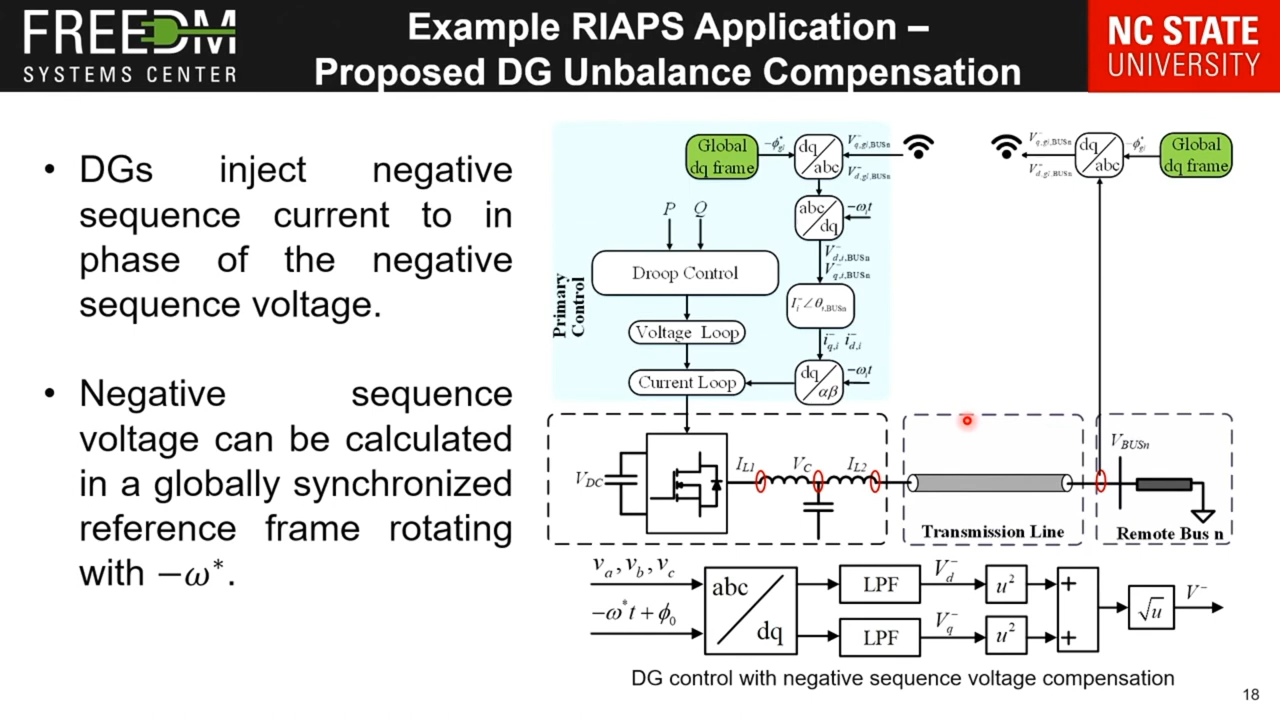 FREEDM
SYSTEMS CENTER
Example RIAPS Application –
Proposed DG Unbalance Compensation
NC STATE
UNIVERSITY
• DGs inject negative
sequence current to in
phase of the negative
sequence voltage.
• Negative sequence
voltage can be calculated
in a globally synchronized
reference frame rotating
with −ω*.
Primary
Control
Global
dq frame
dq
abc
abc
dq
−ωᵢt
P Q
Droop Control
Voltage Loop
Current Loop
dq
αβ
−ωᵢt
dq
abc
Global
dq frame
V_DC
I_L1
V_C
I_L2
Transmission Line
V_BUSn
Remote Bus n
v_a, v_b, v_c
−ω*t + ϕ₀
abc
dq
LPF
V_d⁻
u²
+
LPF
V_q⁻
u²
+
√u
V⁻
DG control with negative sequence voltage compensation
18